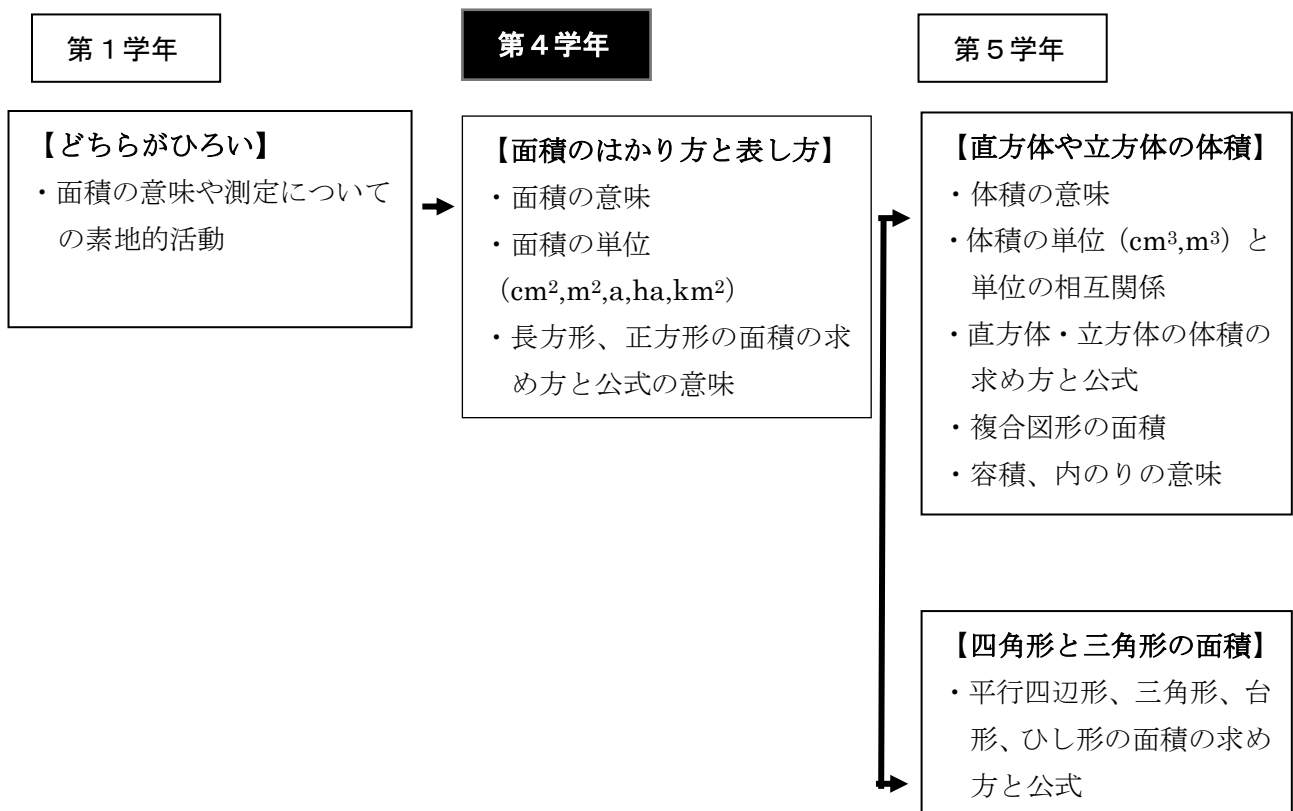 第１学年
第４学年
第５学年
【どちらがひろい】
・面積の意味や測定について
の素地的活動
【面積のはかり方と表し方】
・面積の意味
・面積の単位
（cm²,m²,a,ha,km²）
・長方形、正方形の面積の求
め方と公式の意味
【直方体や立方体の体積】
・体積の意味
・体積の単位（cm³,m³）と
単位の相互関係
・直方体・立方体の体積の
求め方と公式
・複合図形の面積
・容積、内のりの意味
【四角形と三角形の面積】
・平行四辺形、三角形、台
形、ひし形の面積の求め
方と公式